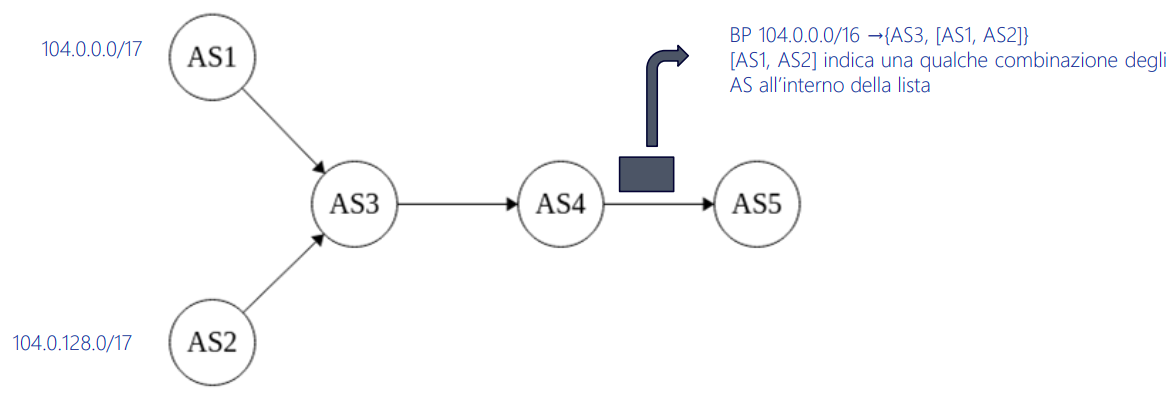 104.0.0.0/17
AS1
BP 104.0.0.0/16 →{AS3, [AS1, AS2]}
[AS1, AS2] indica una qualche combinazione degli
AS all’interno della lista
AS3
AS4
AS5
104.0.128.0/17
AS2